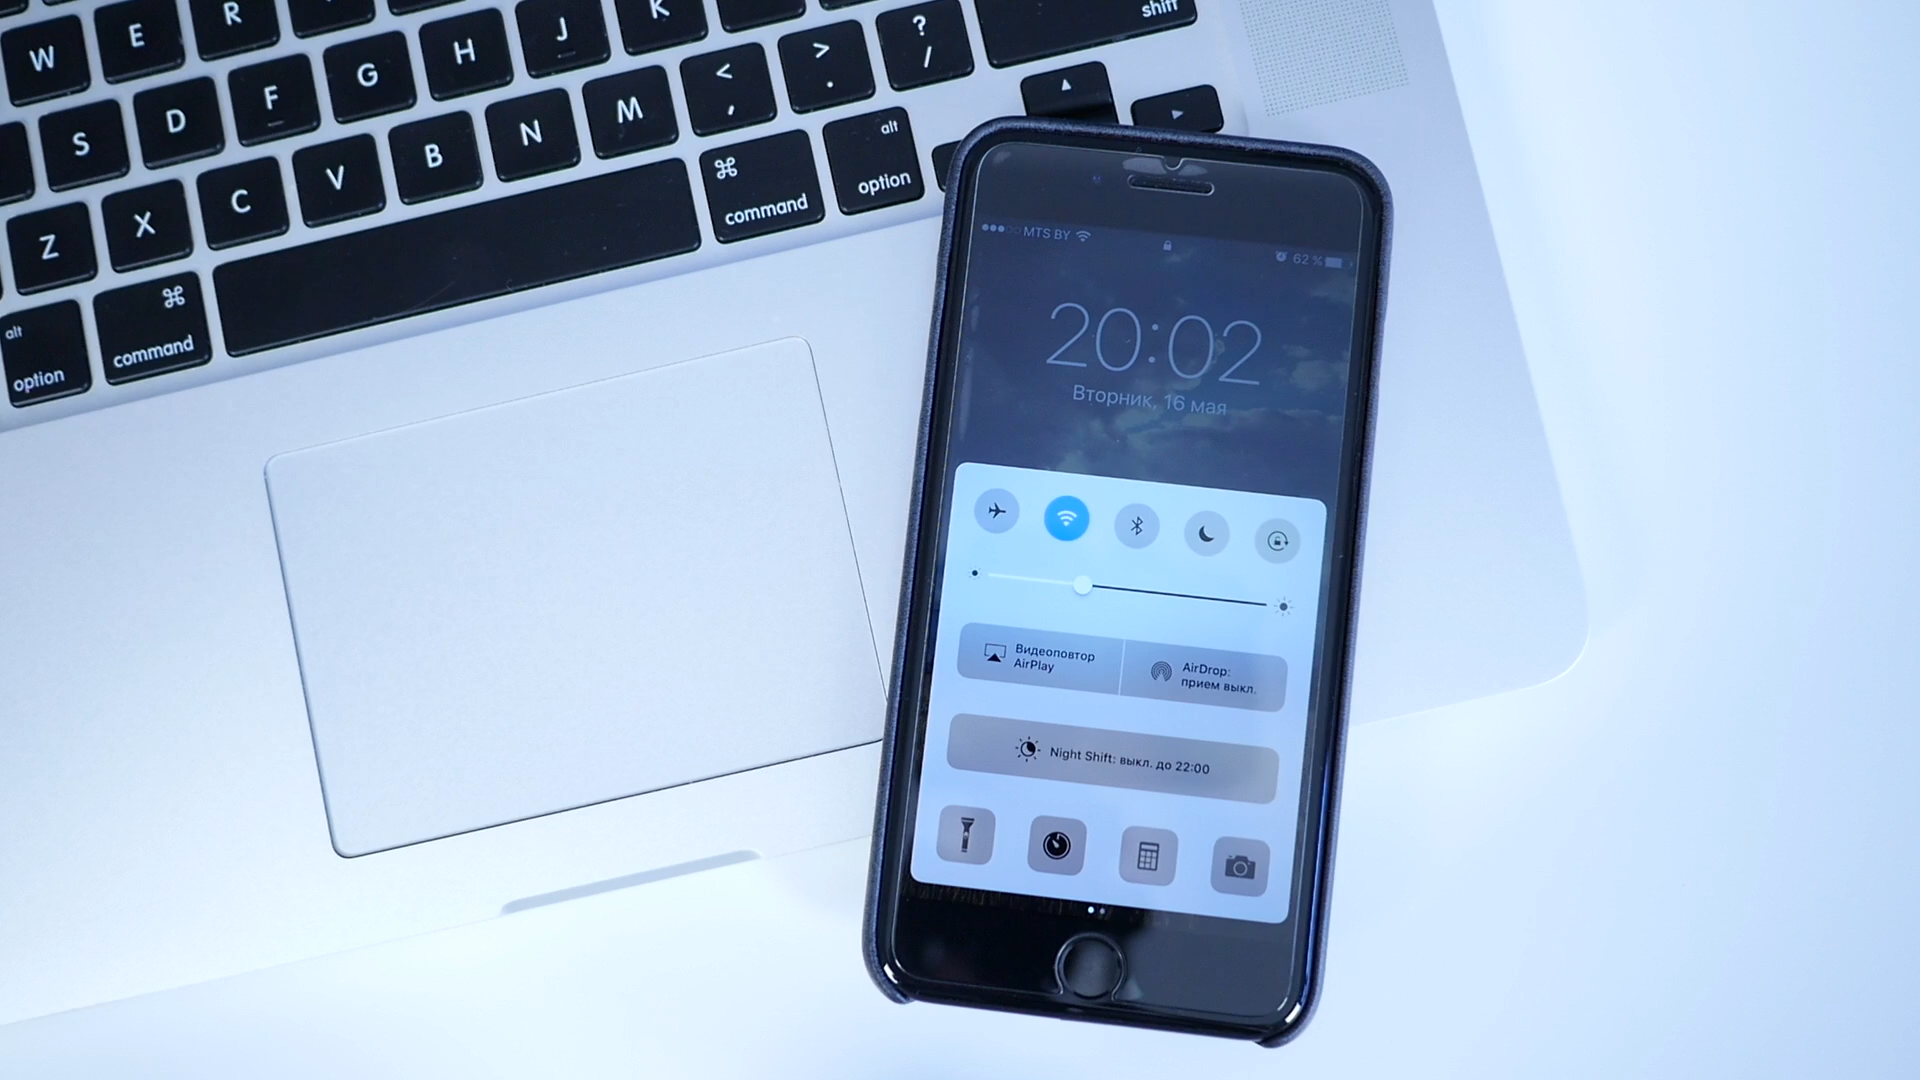 W E R K shift
S D F G H J < , > . ? /
Z X C V B N M ⌘ command alt option
alt option ⌘ command
MTS BY 62 %
20:02
Вторник, 16 мая
Видеоповтор
AirPlay
AirDrop:
прием выкл.
Night Shift: выкл. до 22:00